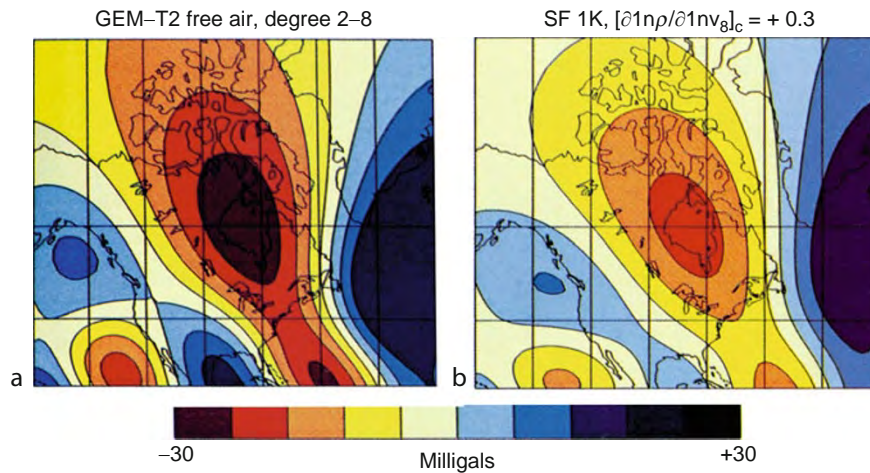 GEM–T2 free air, degree 2–8
SF 1K, [∂1nρ/∂1nv₈]c = + 0.3
a
b
–30
Milligals
+30